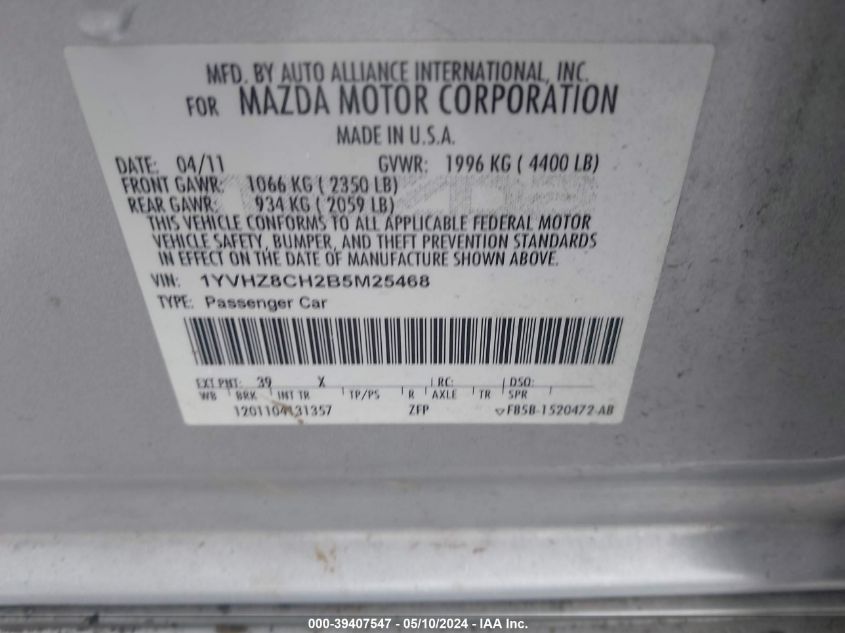 MFD. BY AUTO ALLIANCE INTERNATIONAL, INC.
FOR MAZDA MOTOR CORPORATION
MADE IN U.S.A.
DATE: 04/11 GVWR: 1996 KG ( 4400 LB)
FRONT GAWR: 1066 KG ( 2350 LB)
REAR GAWR: 934 KG ( 2059 LB)
THIS VEHICLE CONFORMS TO ALL APPLICABLE FEDERAL MOTOR
VEHICLE SAFETY, BUMPER, AND THEFT PREVENTION STANDARDS
IN EFFECT ON THE DATE OF MANUFACTURE SHOWN ABOVE.
VIN: 1YVHZ8CH2B5M25468
TYPE: Passenger Car
EXT PNT: 39 X RC: DSO:
WB BRK INT TR TP/PS R AXLE TR SPR
1201104131357 ZFP FB5B-1520472-AB
000-39407547 - 05/10/2024 - IAA Inc.